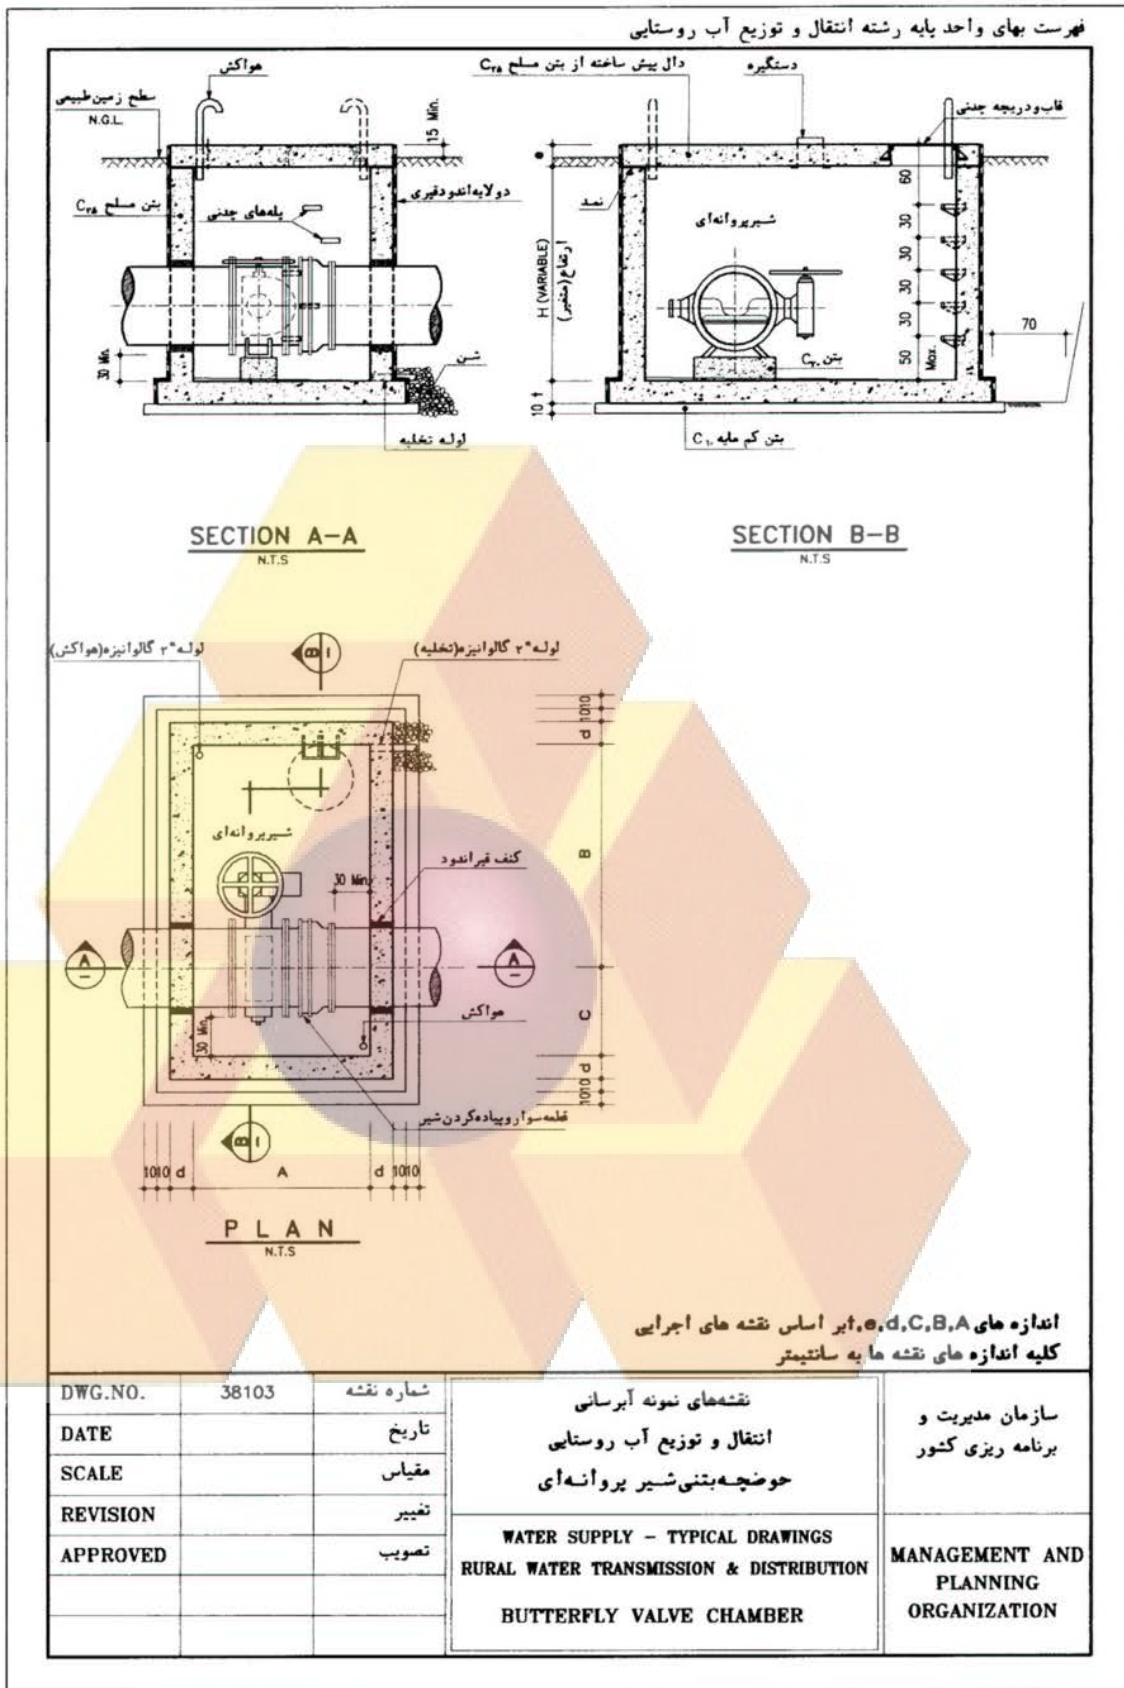 فهرست بهای واحد پایه رشته انتقال و توزیع آب روستایی
هواکش
سطح زمین طبیعی
N.G.L.
15 Min.
بتن مسلح C₂₅
پله‌های چدنی
دولایه‌اندودقیری
30 Min.
شن
لوله تخلیه
SECTION A-A
N.T.S
دال پیش ساخته از بتن مسلح C₂₅
دستگیره
قاب‌ودریچه چدنی
e
نمد
شیرپروانه‌ای
H (VARIABLE)
ارتفاع(متغیر)
60
30
30
30
30
50
Max.
70
بتن C₂₀
10 t
بتن کم مایه C₁₀
SECTION B-B
N.T.S
لوله "۲ گالوانیزه(هواکش)
لوله "۲ گالوانیزه(تخلیه)
B
شیرپروانه‌ای
کنف قیراندود
30 Min.
A
A
هواکش
30 Min.
قطعه‌سواروپیاده‌کردن‌شیر
B
1010
d
B
C
d
1010
1010 d A d 1010
PLAN
N.T.S
اندازه های A,B,C,d,e,t بر اساس نقشه های اجرایی
کلیه اندازه های نقشه ها به سانتیمتر
DWG.NO. 38103 شماره نقشه
DATE تاریخ
SCALE مقیاس
REVISION تغییر
APPROVED تصویب
نقشه‌های نمونه آبرسانی
انتقال و توزیع آب روستایی
حوضچه‌بتنی‌شیر پروانه‌ای
WATER SUPPLY - TYPICAL DRAWINGS
RURAL WATER TRANSMISSION & DISTRIBUTION
BUTTERFLY VALVE CHAMBER
سازمان مدیریت و
برنامه ریزی کشور
MANAGEMENT AND
PLANNING
ORGANIZATION